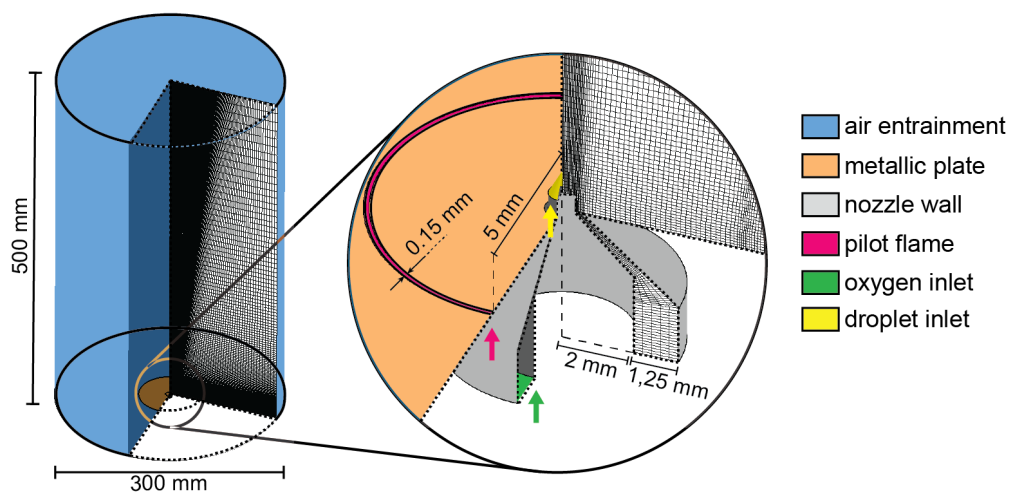 500 mm
300 mm
0.15 mm
5 mm
2 mm
1,25 mm
air entrainment
metallic plate
nozzle wall
pilot flame
oxygen inlet
droplet inlet